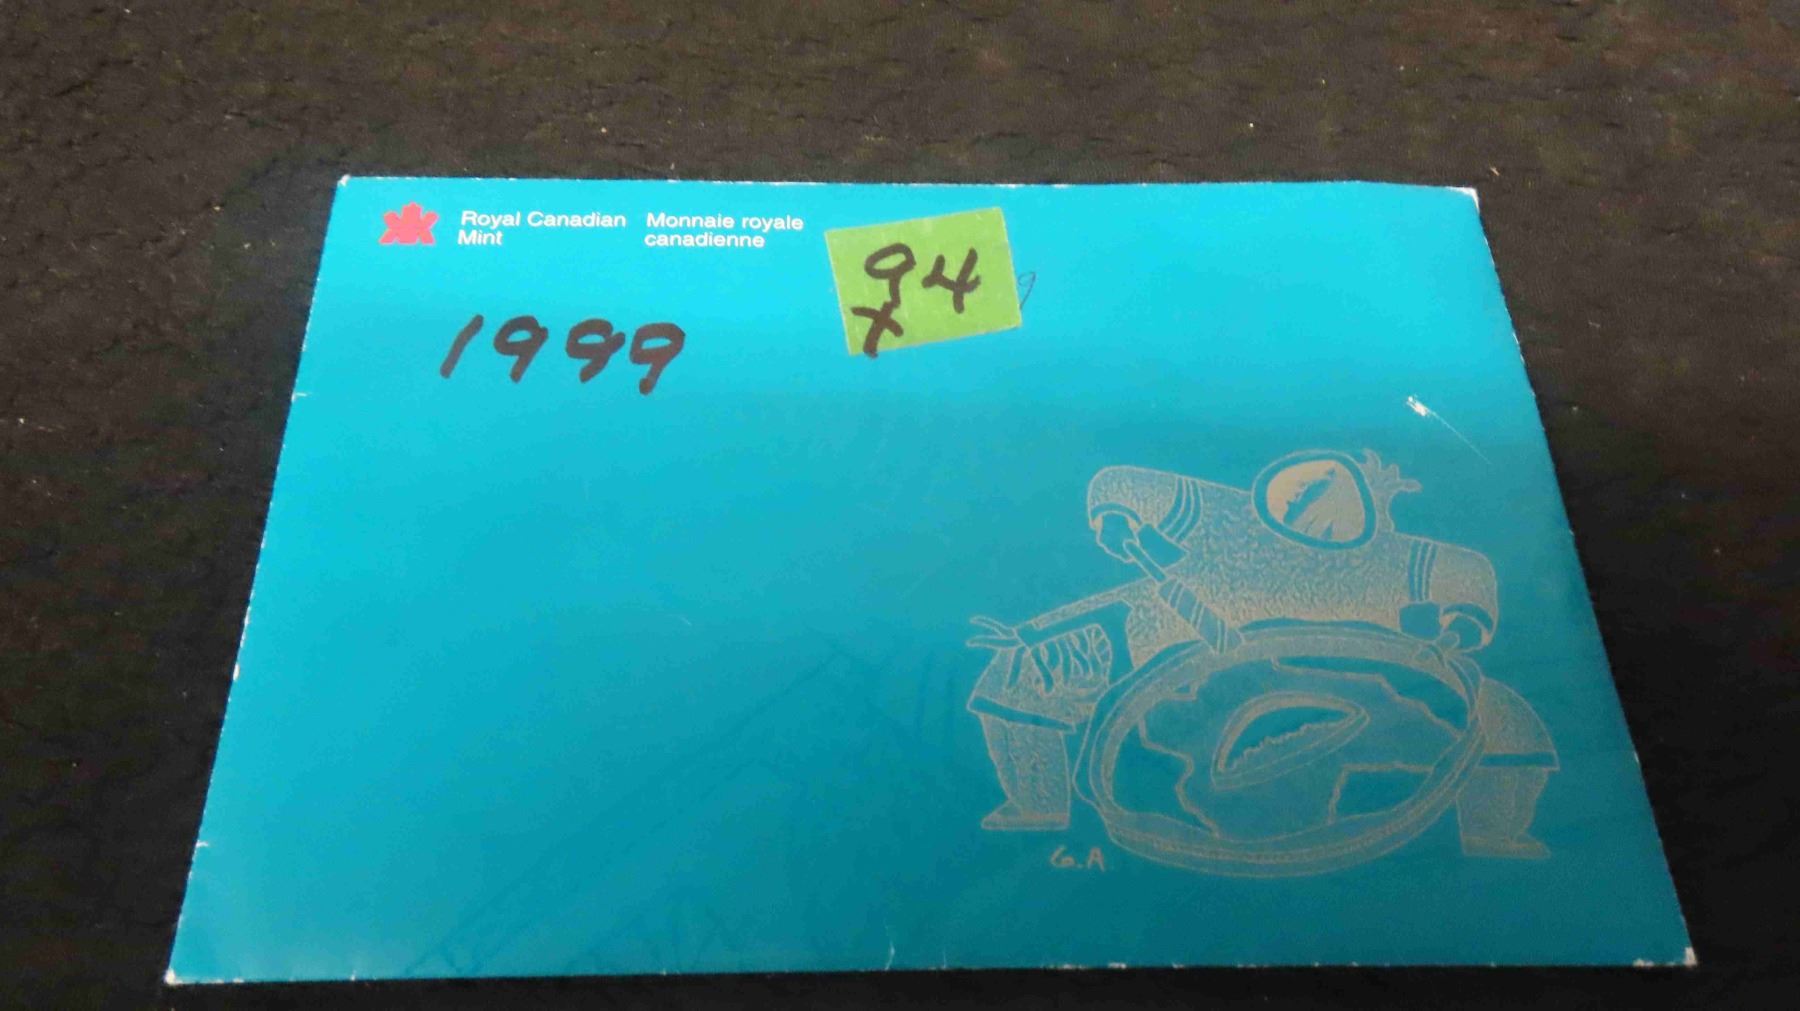 Royal Canadian Mint
Monnaie royale canadienne
94
X
1999
G.A